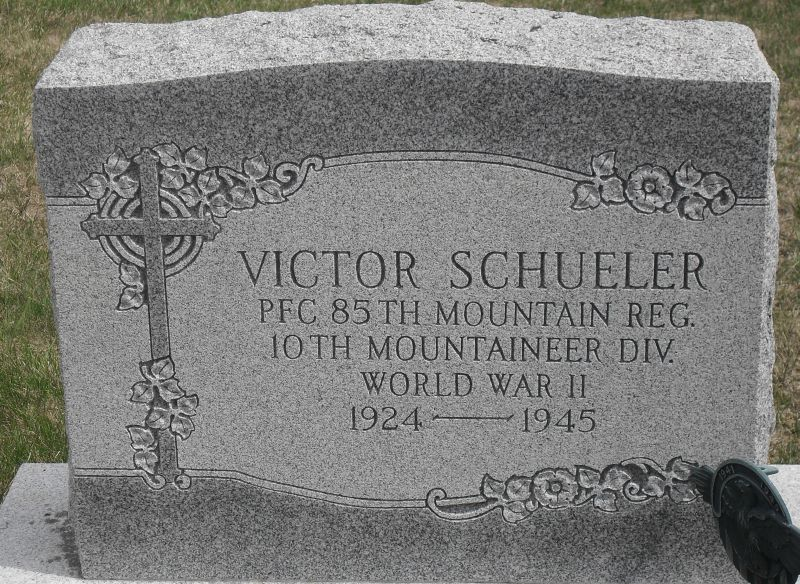 VICTOR SCHUELER
PFC 85TH MOUNTAIN REG.
10TH MOUNTAINEER DIV.
WORLD WAR II
1924 — 1945